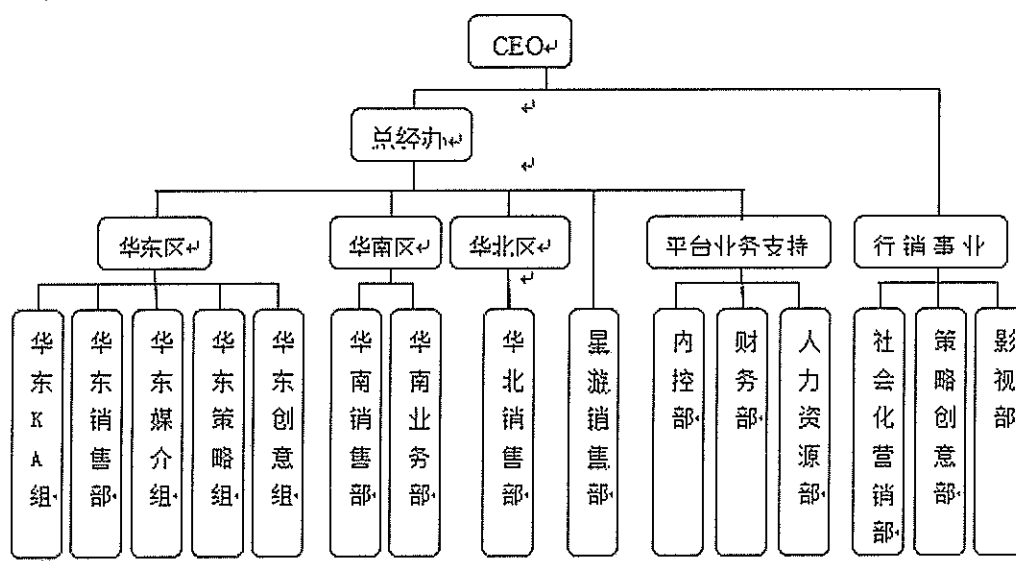 CEO
总经办
华东区
华南区
华北区
平台业务支持
行销事业
华东KA组
华东销售部
华东媒介组
华东策略组
华东创意组
华南销售部
华南业务部
华北销售部
星游销售部
内控部
财务部
人力资源部
社会化营销部
策略创意部
影视部